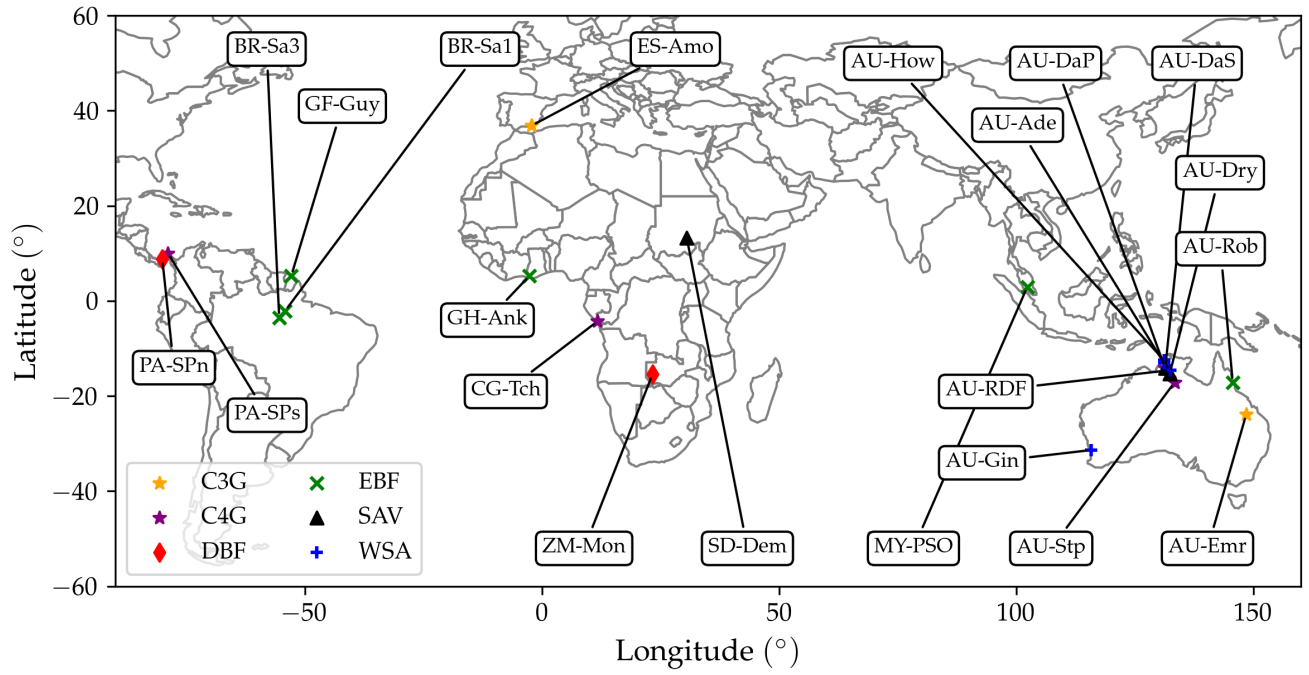 60
40
20
0
−20
−40
−60
Latitude (°)
BR-Sa3
BR-Sa1
ES-Amo
AU-How
AU-DaP
AU-DaS
GF-Guy
AU-Ade
AU-Dry
AU-Rob
GH-Ank
PA-SPn
CG-Tch
AU-RDF
PA-SPs
AU-Gin
C3G
EBF
C4G
SAV
DBF
WSA
ZM-Mon
SD-Dem
MY-PSO
AU-Stp
AU-Emr
−50
0
50
100
150
Longitude (°)